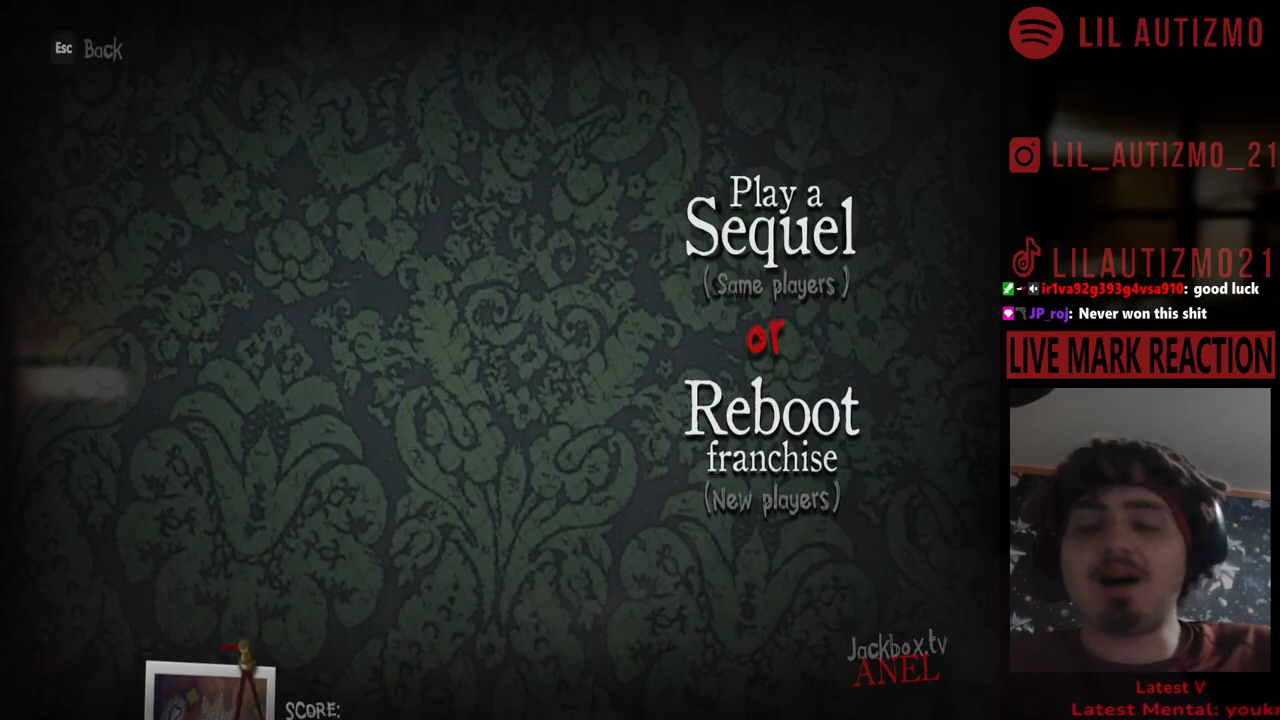 Esc Back
Play a
Sequel
(Same players)
or
Reboot
franchise
(New players)
Jackbox.tv
ANEL
SCORE:
LIL AUTIZMO
LIL_AUTIZMO_21
LILAUTIZMO21
ir1va92g393g4vsa910: good luck
JP_roj: Never won this shit
LIVE MARK REACTION
Latest
Latest Mental: